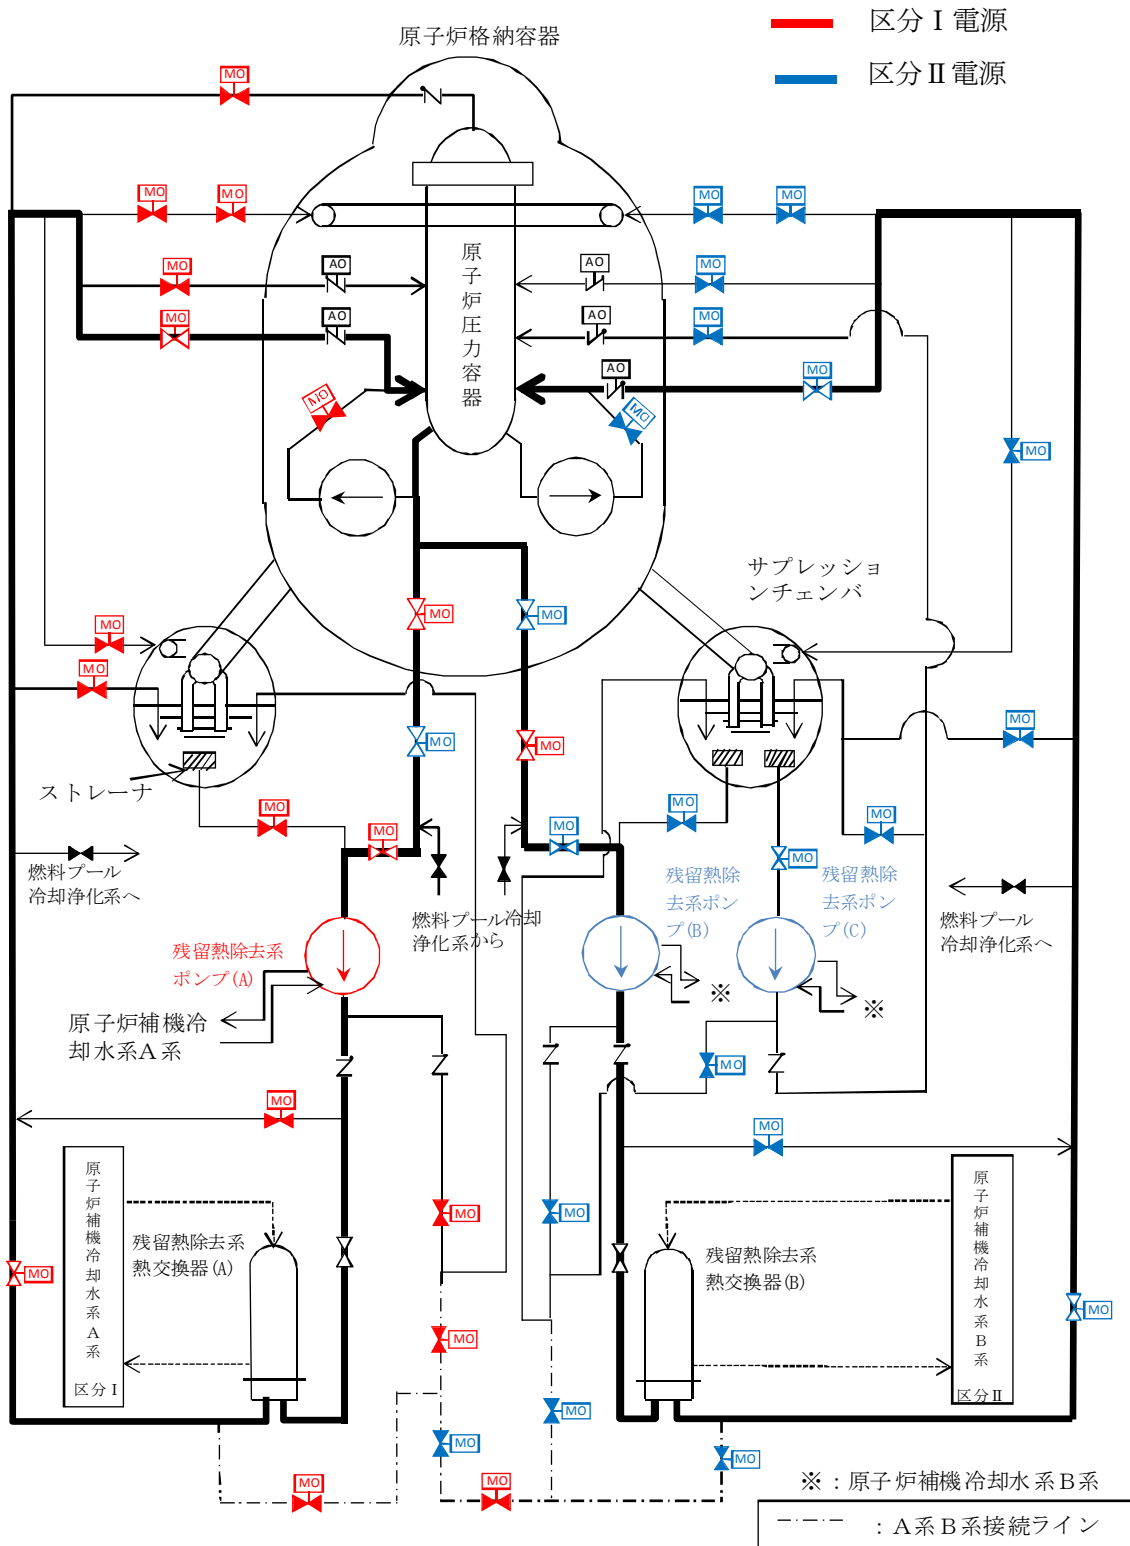 区分Ⅰ電源
原子炉格納容器
区分Ⅱ電源
MO
MO
MO
MO
MO
原子炉圧力容器
MO
AO
AO
MO
MO
AO
AO
MO
AO
MO
MO
MO
MO
サプレッショ
ンチェンバ
MO
MO
MO
MO
MO
MO
MO
MO
ストレーナ
MO
MO
MO
MO
MO
MO
燃料プール
冷却浄化系へ
残留熱除
去系ポン
プ(B)
残留熱除
去系ポン
プ(C)
燃料プール冷却
浄化系から
燃料プール
冷却浄化系へ
残留熱除去系
ポンプ(A)
※
※
原子炉補機冷
却水系A系
MO
MO
MO
原子炉補機冷却水系A系
区分Ⅰ
原子炉補機冷却水系B系
区分Ⅱ
MO
MO
残留熱除去系
熱交換器(A)
残留熱除去系
熱交換器(B)
MO
MO
MO
MO
MO
MO
MO
MO
※：原子炉補機冷却水系B系
：A系B系接続ライン